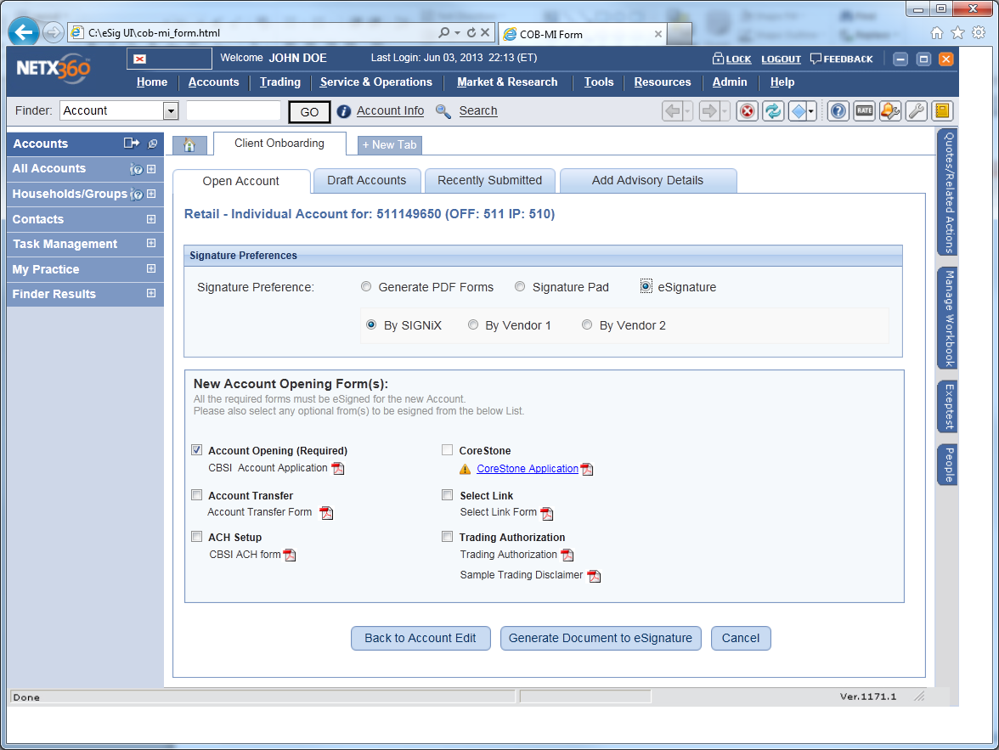 C:\eSig UI\cob-mi_form.html
COB-MI Form
NETX360
Welcome JOHN DOE
Last Login: Jun 03, 2013 22:13 (ET)
LOCK LOGOUT FEEDBACK
Home Accounts Trading Service & Operations Market & Research Tools Resources Admin Help
Finder: Account GO Account Info Search
RATE
Accounts
All Accounts
Households/Groups
Contacts
Task Management
My Practice
Finder Results
Client Onboarding + New Tab
Open Account Draft Accounts Recently Submitted Add Advisory Details
Retail - Individual Account for: 511149650 (OFF: 511 IP: 510)
Signature Preferences
Signature Preference: Generate PDF Forms Signature Pad eSignature
By SIGNiX By Vendor 1 By Vendor 2
New Account Opening Form(s):
All the required forms must be eSigned for the new Account.
Please also select any optional from(s) to be esigned from the below List.
Account Opening (Required)
CBSI Account Application
CoreStone
CoreStone Application
Account Transfer
Account Transfer Form
Select Link
Select Link Form
ACH Setup
CBSI ACH form
Trading Authorization
Trading Authorization
Sample Trading Disclaimer
Back to Account Edit Generate Document to eSignature Cancel
Quotes/Related Actions
Manage Workbook
Exeptest
People
Done
Ver.1171.1